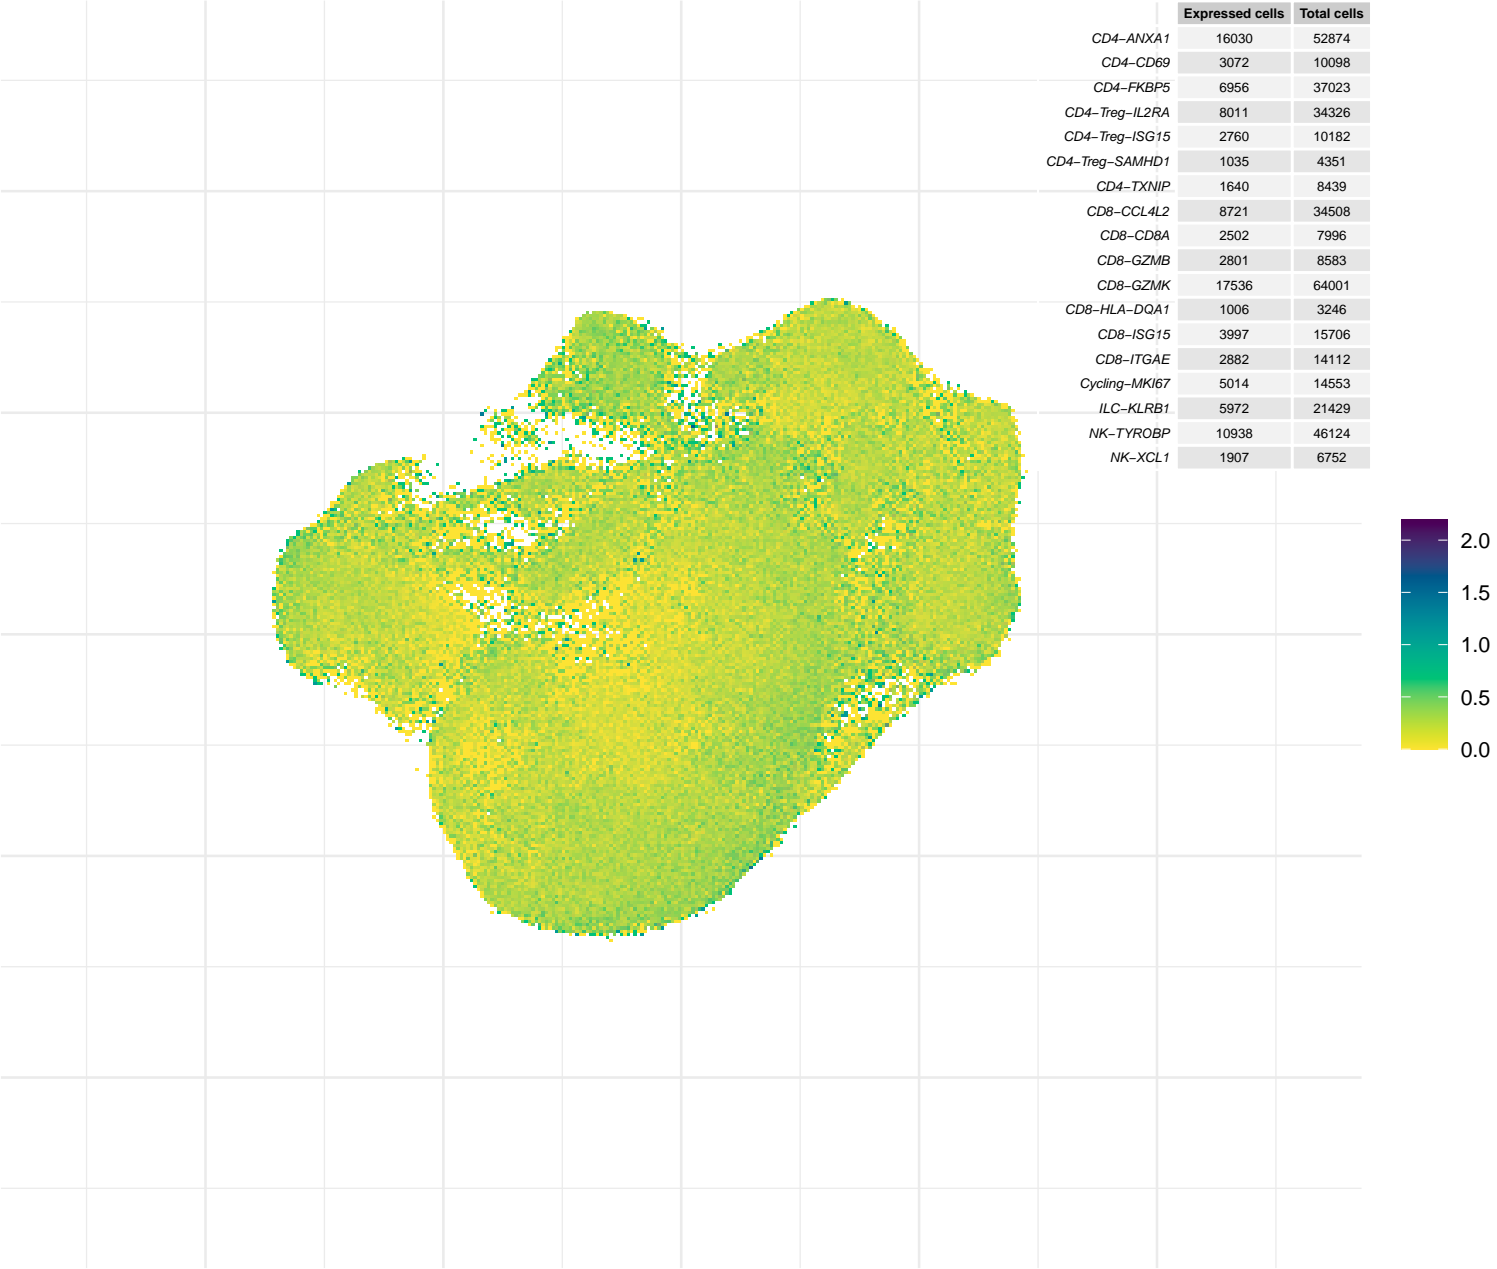 Expressed cells Total cells
CD4−ANXA1 16030 52874
CD4−CD69 3072 10098
CD4−FKBP5 6956 37023
CD4−Treg−IL2RA 8011 34326
CD4−Treg−ISG15 2760 10182
CD4−Treg−SAMHD1 1035 4351
CD4−TXNIP 1640 8439
CD8−CCL4L2 8721 34508
CD8−CD8A 2502 7996
CD8−GZMB 2801 8583
CD8−GZMK 17536 64001
CD8−HLA−DQA1 1006 3246
CD8−ISG15 3997 15706
CD8−ITGAE 2882 14112
Cycling−MKI67 5014 14553
ILC−KLRB1 5972 21429
NK−TYROBP 10938 46124
NK−XCL1 1907 6752
2.0
1.5
1.0
0.5
0.0